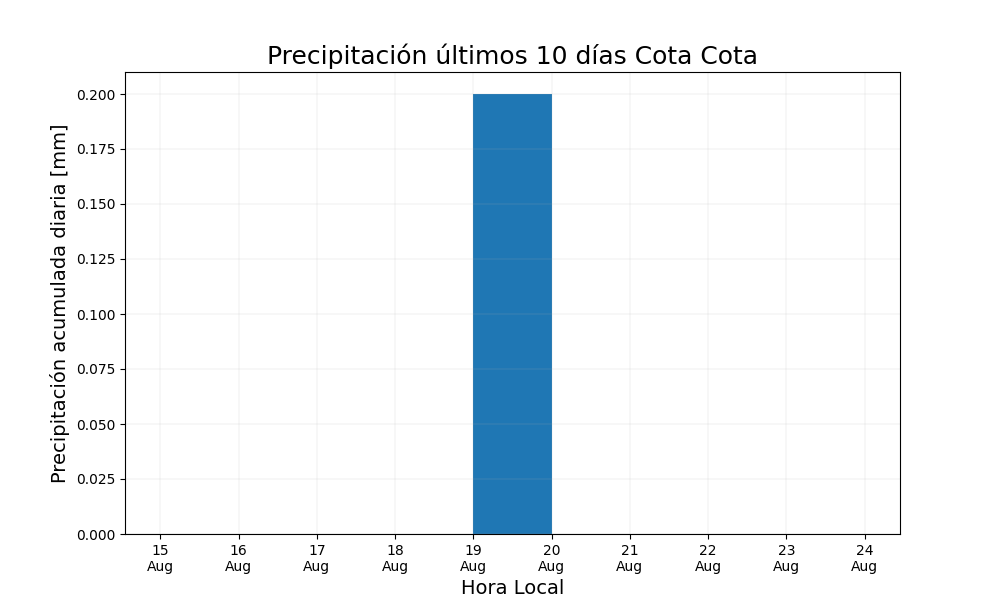 Precipitación últimos 10 días Cota Cota
Precipitación acumulada diaria [mm]
0.200
0.175
0.150
0.125
0.100
0.075
0.050
0.025
0.000
15 16 17 18 19 20 21 22 23 24
Aug Aug Aug Aug Aug Aug Aug Aug Aug Aug
Hora Local